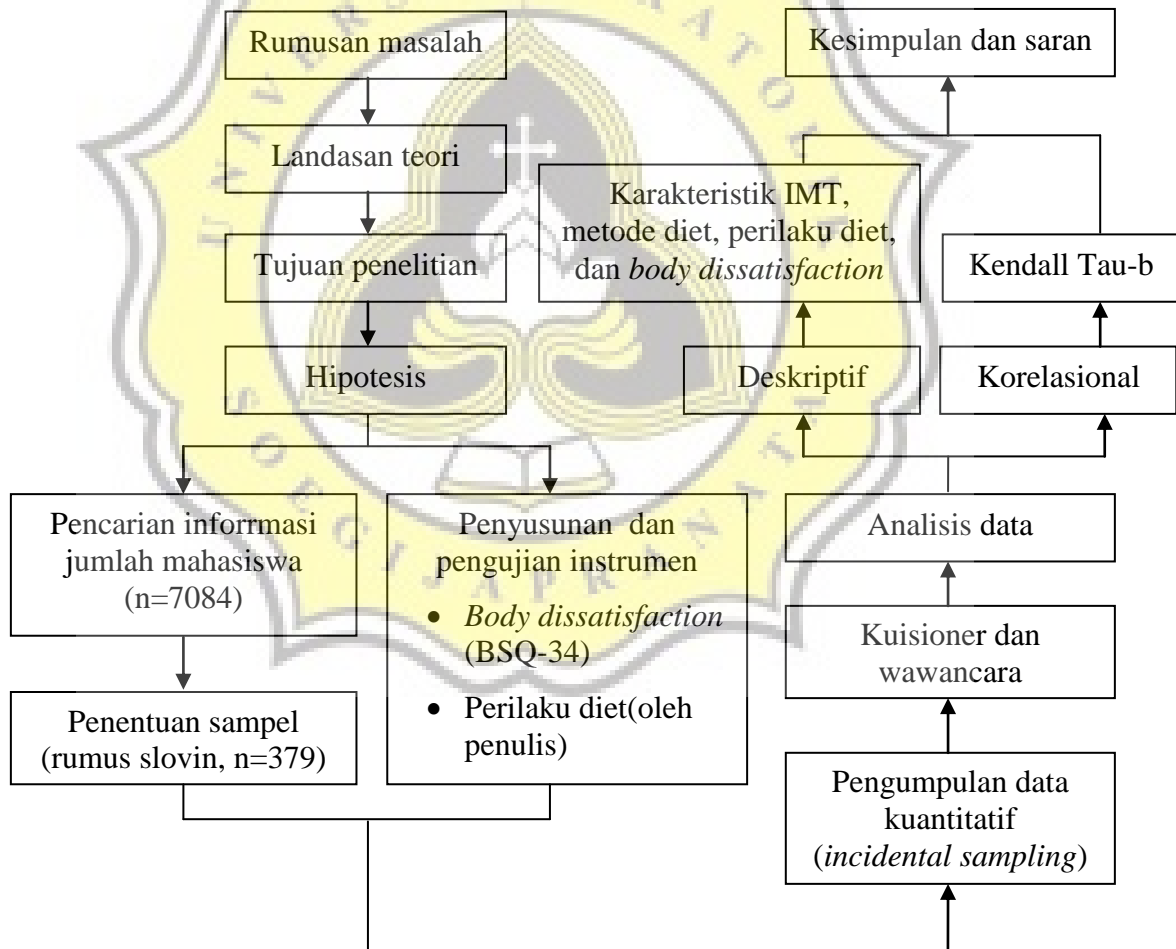 Rumusan masalah
Landasan teori
Tujuan penelitian
Hipotesis
Pencarian inforrmasi
jumlah mahasiswa
(n=7084)
Penentuan sampel
(rumus slovin, n=379)
Penyusunan dan
pengujian instrumen
• Body dissatisfaction
(BSQ-34)
• Perilaku diet(oleh
penulis)
Pengumpulan data
kuantitatif
(incidental sampling)
Kuisioner dan
wawancara
Analisis data
Deskriptif
Korelasional
Karakteristik IMT,
metode diet, perilaku diet,
dan body dissatisfaction
Kendall Tau-b
Kesimpulan dan saran
SOEGIJAPRANATA